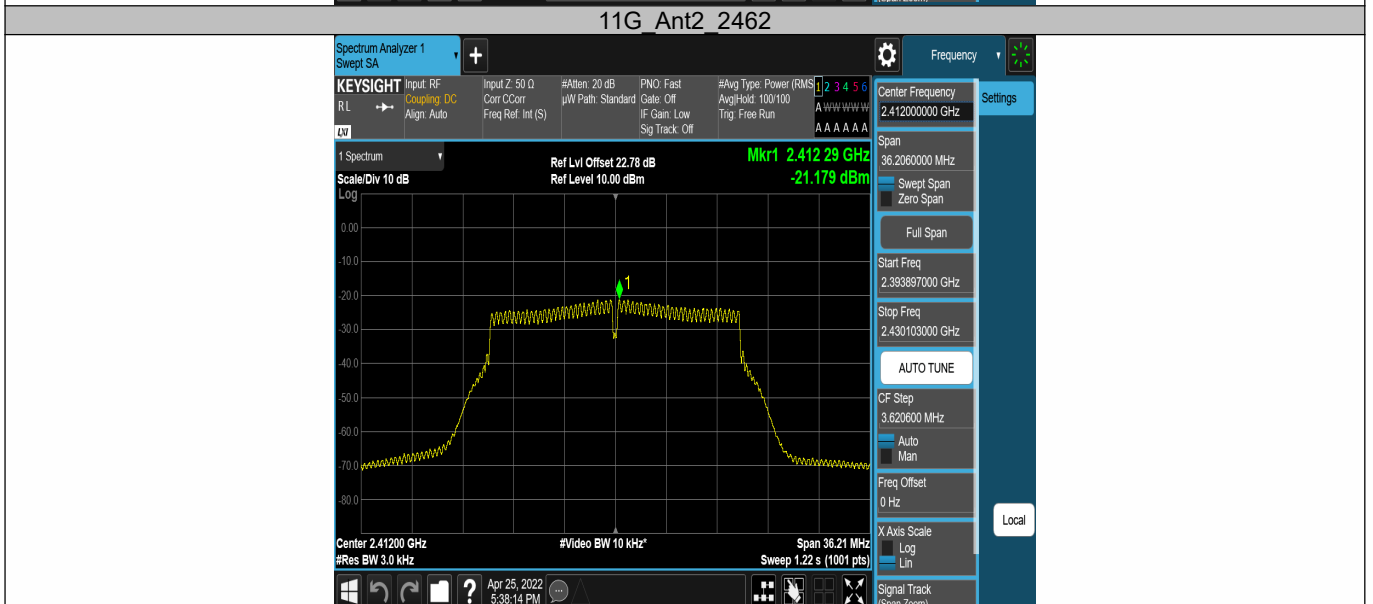 11G_Ant2_2462
Spectrum Analyzer 1
Swept SA
Frequency
KEYSIGHT
Input: RF
Input Z: 50 Ω
#Atten: 20 dB
PNO: Fast
#Avg Type: Power (RMS
1 2 3 4 5 6
RL
Coupling: DC
Corr CCorr
µW Path: Standard
Gate: Off
Avg|Hold: 100/100
A W W W W W
Align: Auto
Freq Ref: Int (S)
IF Gain: Low
Trig: Free Run
Sig Track: Off
A A A A A A
LXI
1 Spectrum
Ref Lvl Offset 22.78 dB
Mkr1 2.412 29 GHz
Scale/Div 10 dB
Ref Level 10.00 dBm
-21.179 dBm
Log
0.00
-10.0
-20.0
-30.0
-40.0
-50.0
-60.0
-70.0
-80.0
1
Center 2.41200 GHz
#Video BW 10 kHz*
Span 36.21 MHz
#Res BW 3.0 kHz
Sweep 1.22 s (1001 pts)
Center Frequency
2.412000000 GHz
Settings
Span
36.2060000 MHz
Swept Span
Zero Span
Full Span
Start Freq
2.393897000 GHz
Stop Freq
2.430103000 GHz
AUTO TUNE
CF Step
3.620600 MHz
Auto
Man
Freq Offset
0 Hz
Local
X Axis Scale
Log
Lin
Signal Track
?
Apr 25, 2022
5:38:14 PM